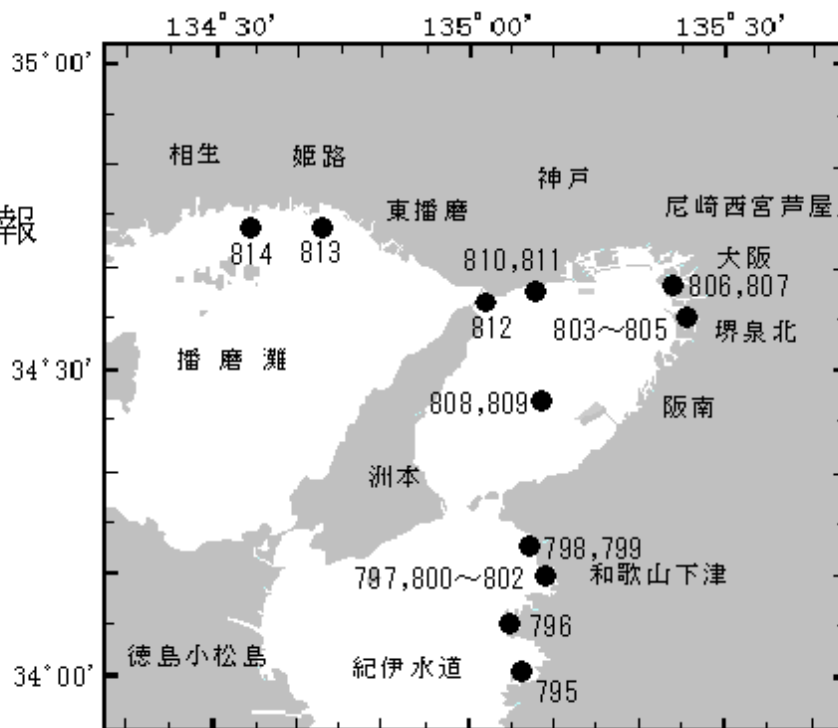 134°30' 135°00' 135°30'
35°00'
相生 姫路 神戸
報 東播磨 尼崎西宮芦屋
814 813 810,811 大阪
806,807
812 803～805 堺泉北
34°30' 播磨灘
808,809 阪南
洲本
798,799
797,800～802 和歌山下津
796
徳島小松島 紀伊水道
34°00' 795